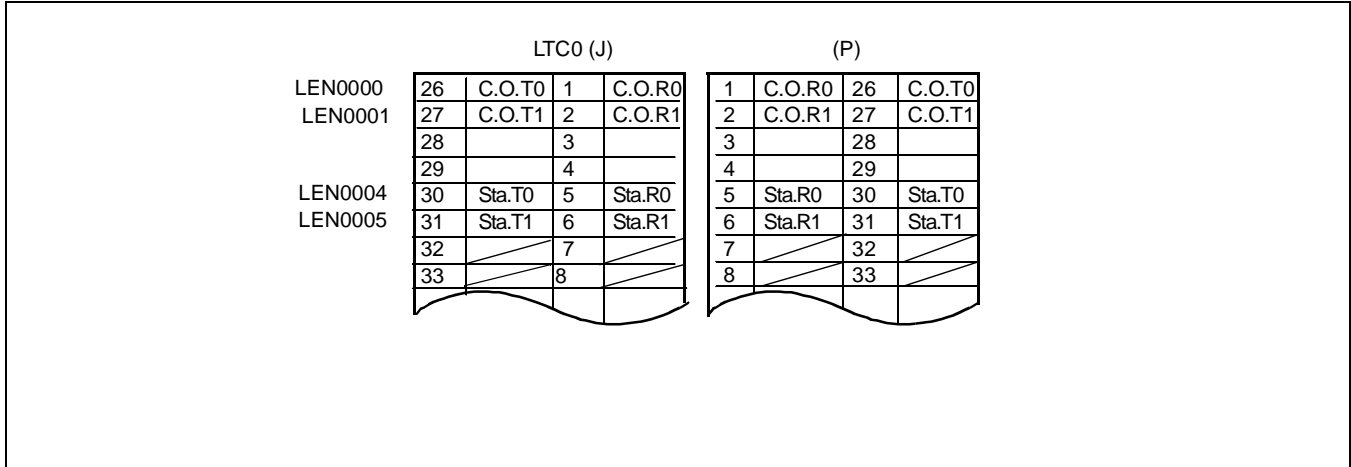 LTC0 (J) (P)
LEN0000 26 C.O.T0 1 C.O.R0 1 C.O.R0 26 C.O.T0
LEN0001 27 C.O.T1 2 C.O.R1 2 C.O.R1 27 C.O.T1
28 3 3 28
29 4 4 29
LEN0004 30 Sta.T0 5 Sta.R0 5 Sta.R0 30 Sta.T0
LEN0005 31 Sta.T1 6 Sta.R1 6 Sta.R1 31 Sta.T1
32 7 7 32
33 8 8 33